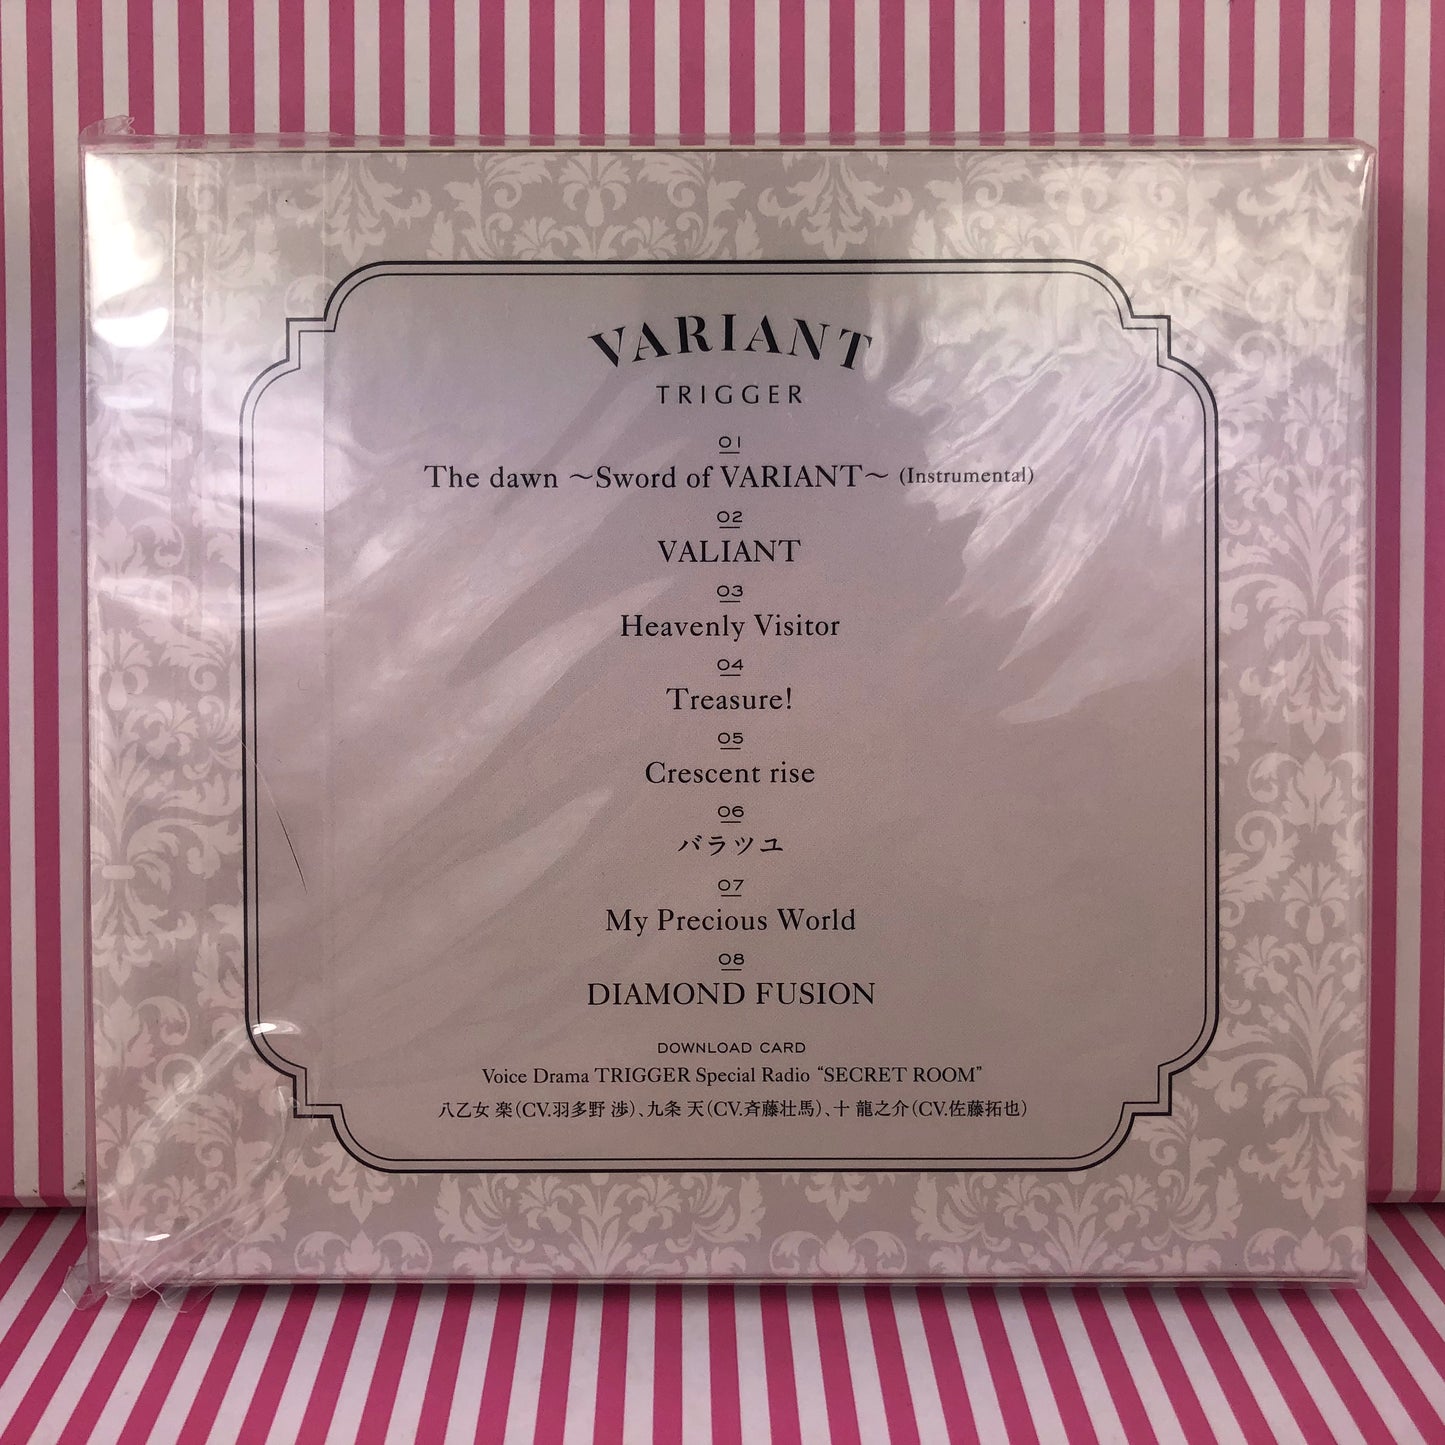 VARIANT
TRIGGER
01
The dawn ～Sword of VARIANT～ (Instrumental)
02
VALIANT
03
Heavenly Visitor
04
Treasure!
05
Crescent rise
06
バラツユ
07
My Precious World
08
DIAMOND FUSION
DOWNLOAD CARD
Voice Drama TRIGGER Special Radio “SECRET ROOM”
八乙女 楽(CV.羽多野 渉)、九条 天(CV.斉藤壮馬)、十 龍之介(CV.佐藤拓也)